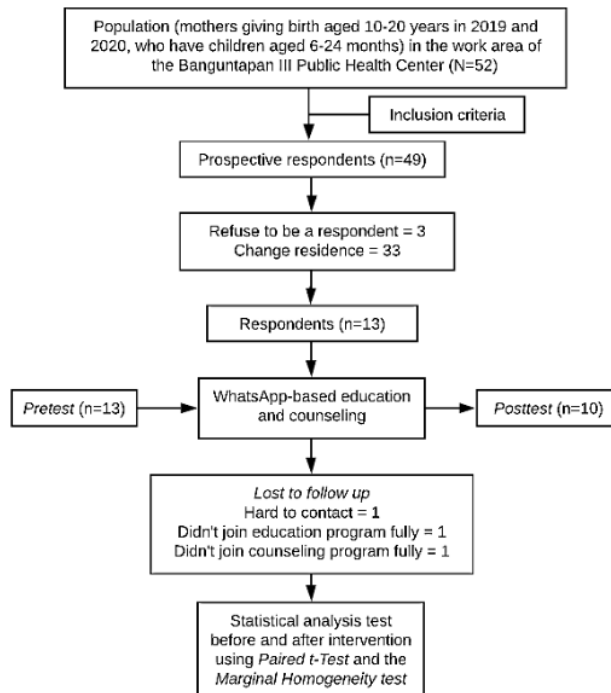 Population (mothers giving birth aged 10-20 years in 2019 and
2020, who have children aged 6-24 months) in the work area of
the Banguntapan III Public Health Center (N=52)
Inclusion criteria
Prospective respondents (n=49)
Refuse to be a respondent = 3
Change residence = 33
Respondents (n=13)
Pretest (n=13)
WhatsApp-based education
and counseling
Posttest (n=10)
Lost to follow up
Hard to contact = 1
Didn't join education program fully = 1
Didn't join counseling program fully = 1
Statistical analysis test
before and after intervention
using Paired t-Test and the
Marginal Homogeneity test